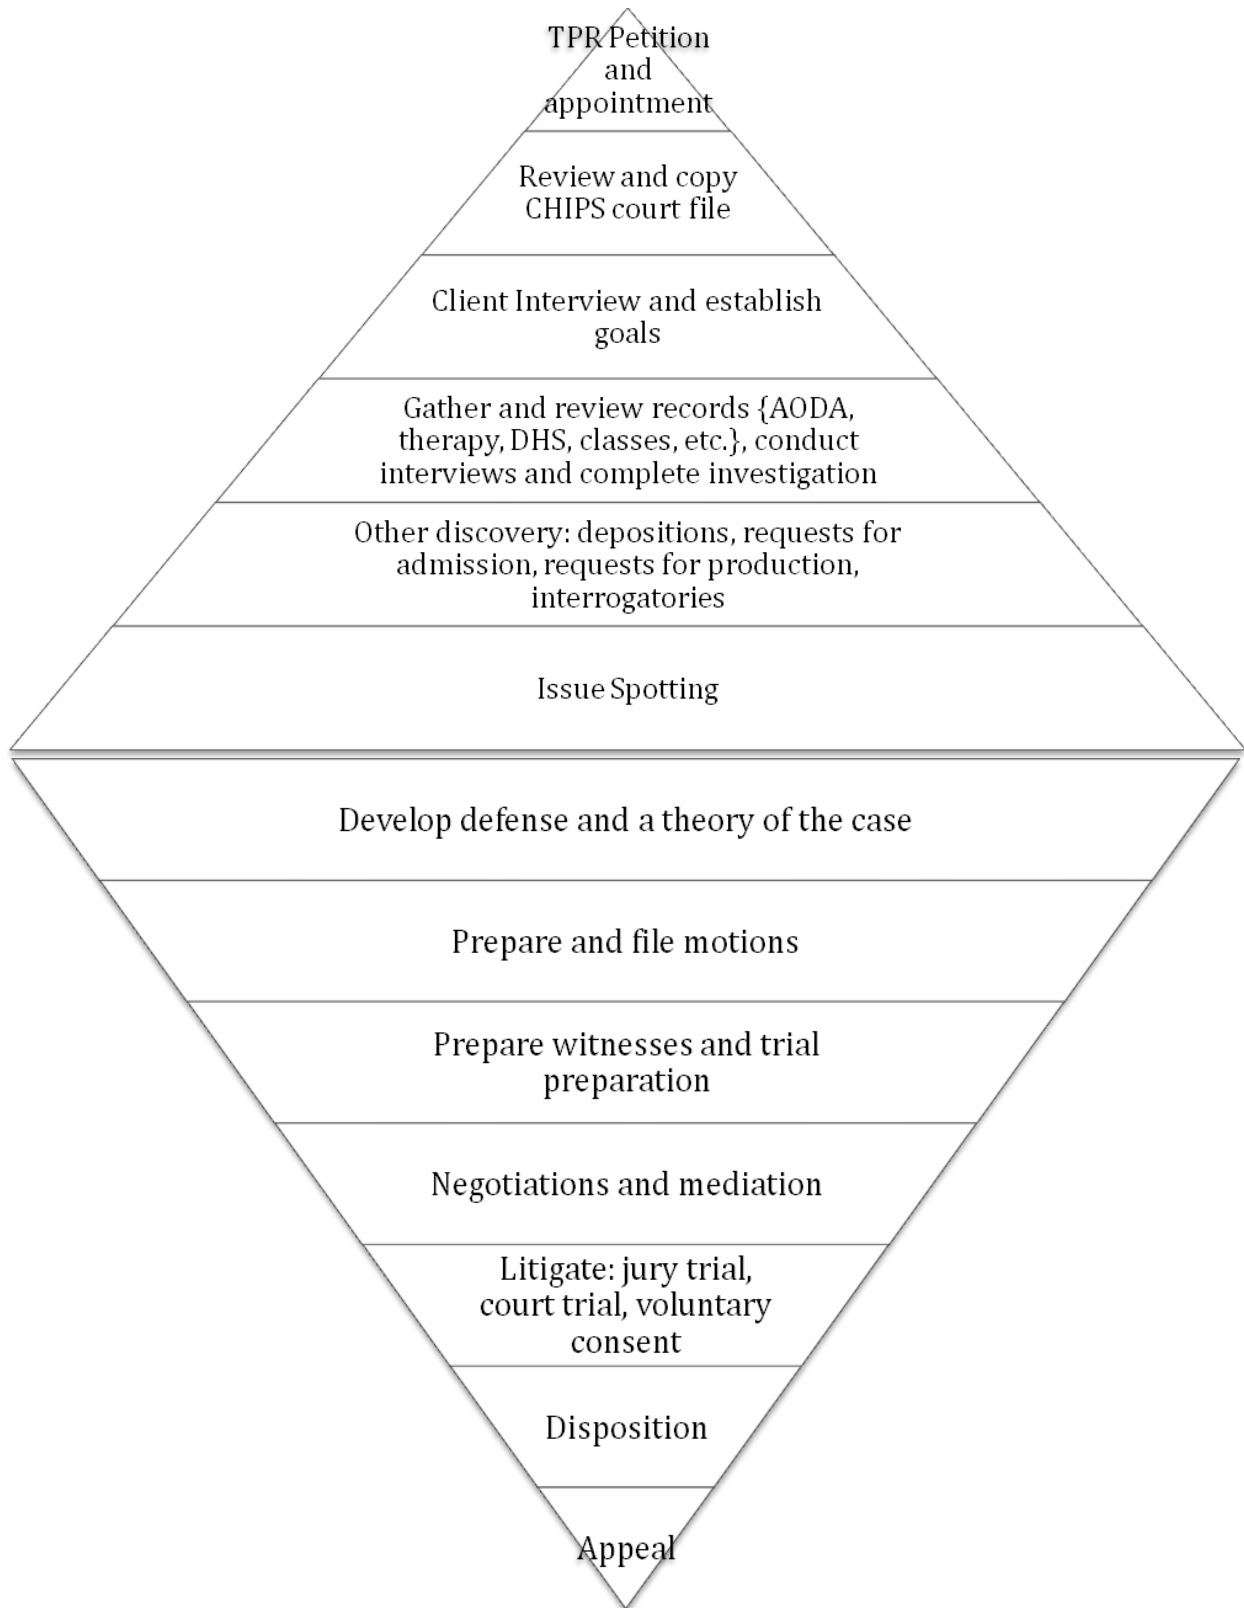 TPR Petition
and
appointment
Review and copy
CHIPS court file
Client Interview and establish
goals
Gather and review records {AODA,
therapy, DHS, classes, etc.}, conduct
interviews and complete investigation
Other discovery: depositions, requests for
admission, requests for production,
interrogatories
Issue Spotting
Develop defense and a theory of the case
Prepare and file motions
Prepare witnesses and trial
preparation
Negotiations and mediation
Litigate: jury trial,
court trial, voluntary
consent
Disposition
Appeal